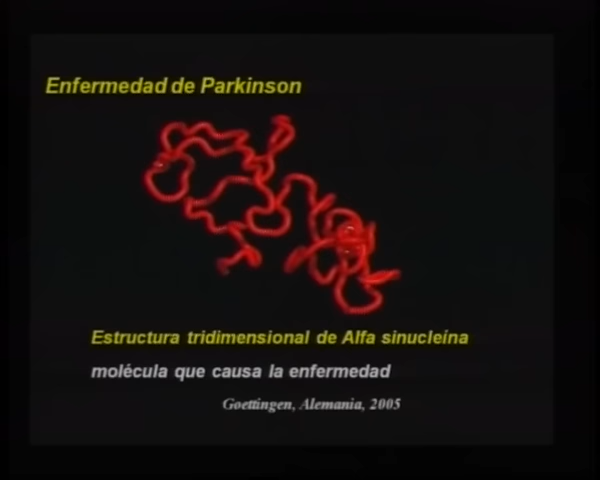 Enfermedad de Parkinson
Estructura tridimensional de Alfa sinucleína
molécula que causa la enfermedad
Goettingen, Alemania, 2005